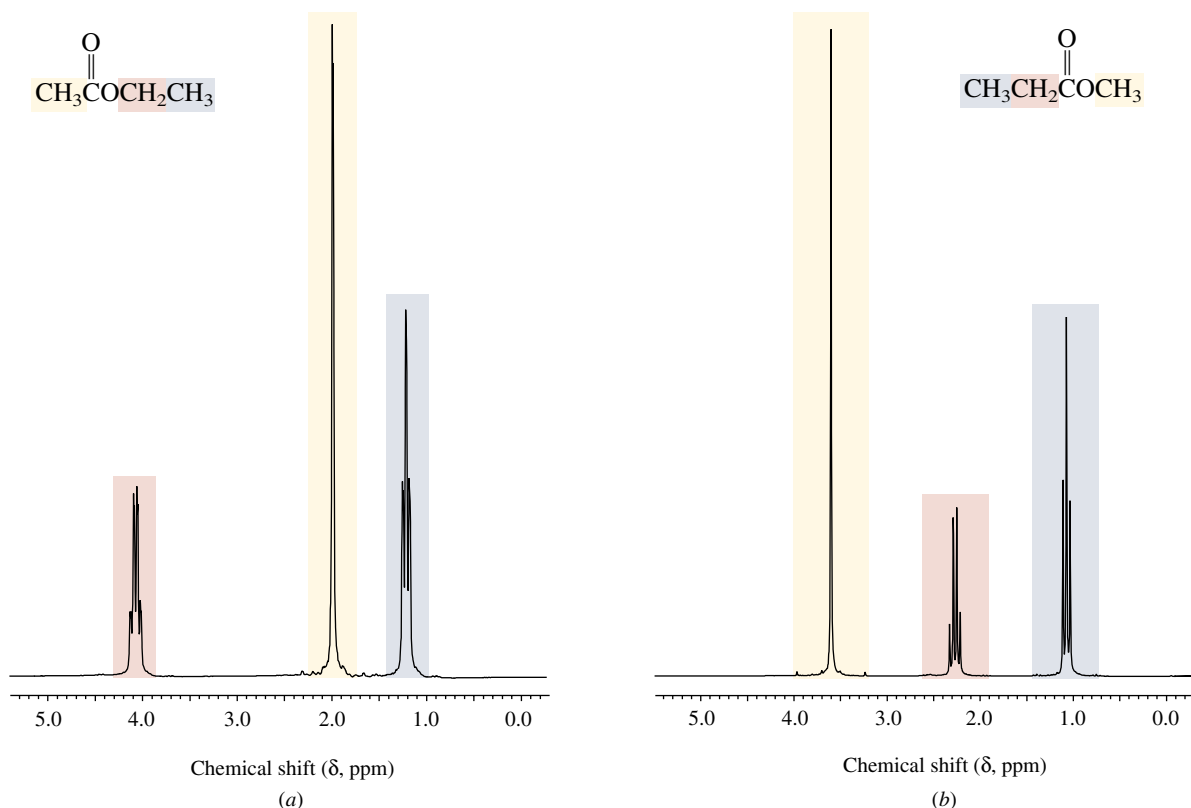 O
CH₃COCH₂CH₃
5.0 4.0 3.0 2.0 1.0 0.0
Chemical shift (δ, ppm)
(a)
O
CH₃CH₂COCH₃
5.0 4.0 3.0 2.0 1.0 0.0
Chemical shift (δ, ppm)
(b)